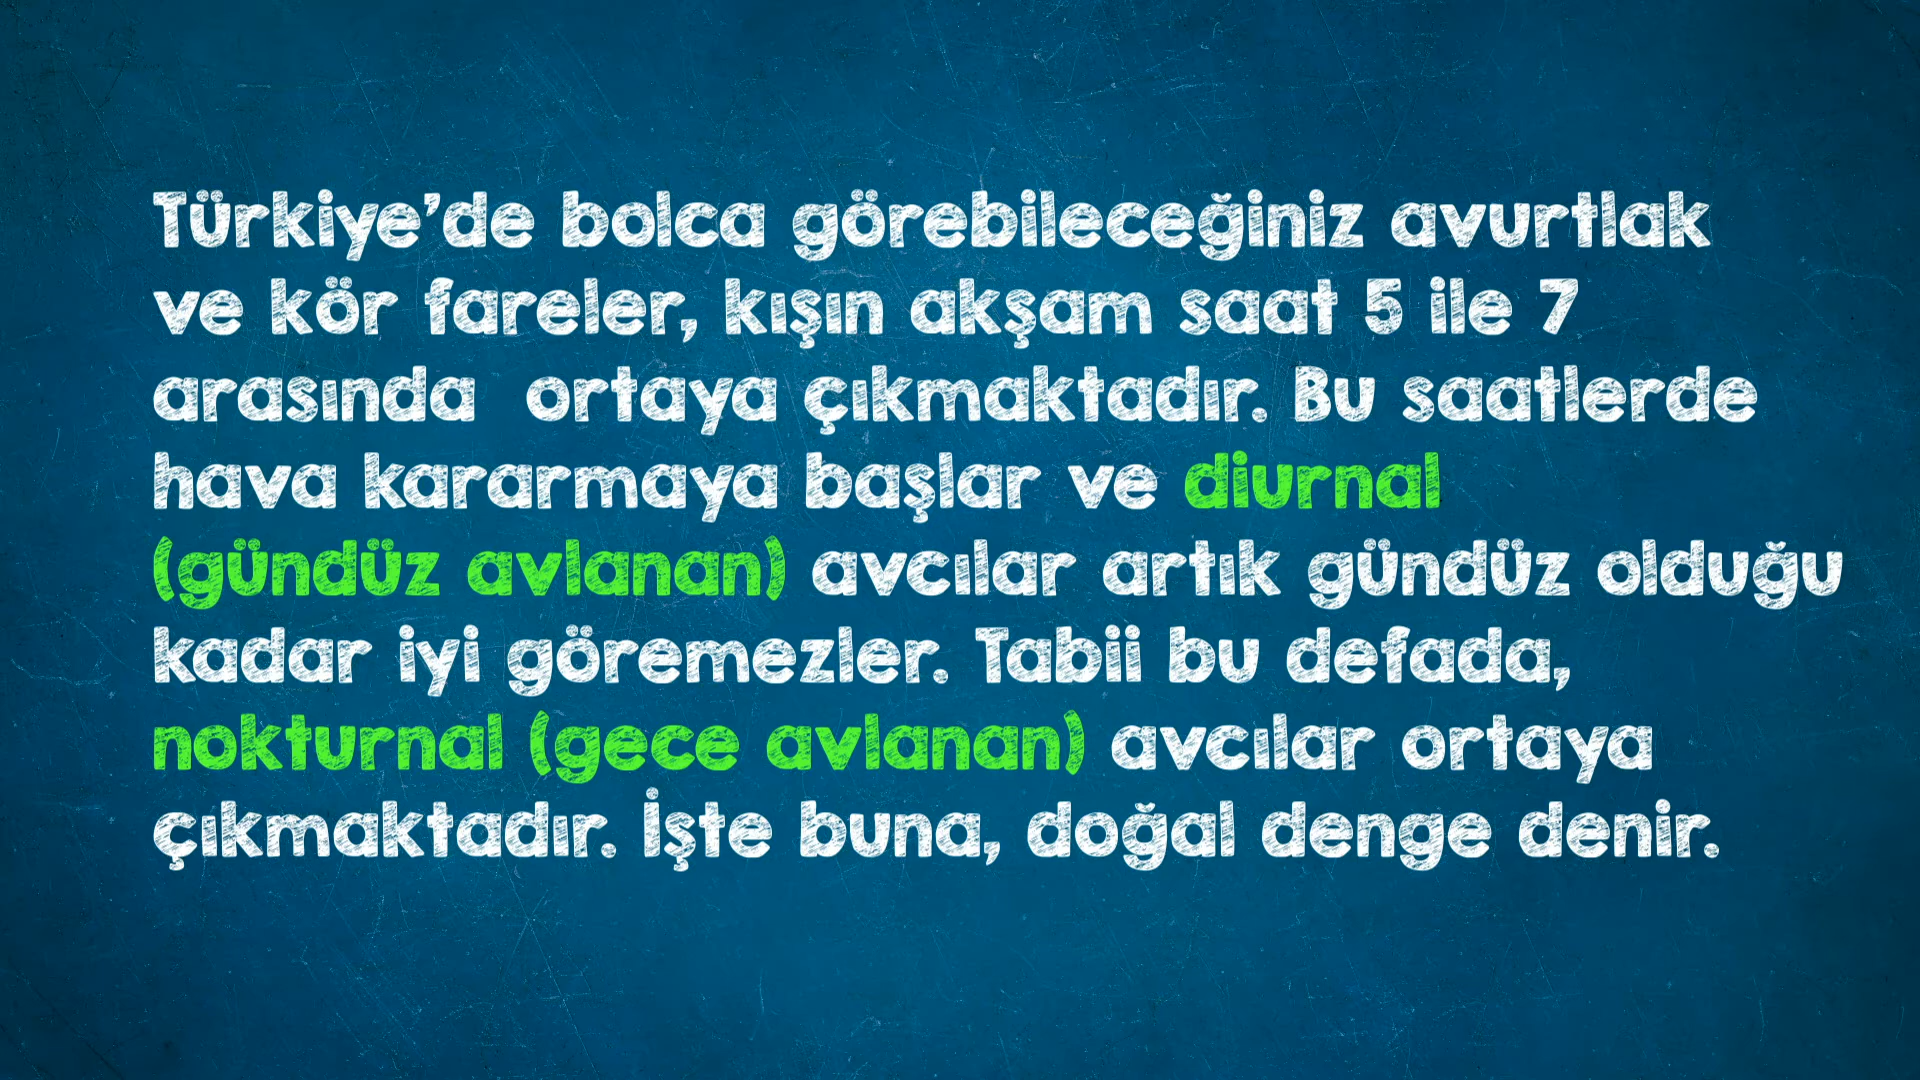 Türkiye'de bolca görebileceğiniz avurtlak
ve kör fareler, kışın akşam saat 5 ile 7
arasında  ortaya çıkmaktadır. Bu saatlerde
hava kararmaya başlar ve diurnal
(gündüz avlanan) avcılar artık gündüz olduğu
kadar iyi göremezler. Tabii bu defada,
nokturnal (gece avlanan) avcılar ortaya
çıkmaktadır. İşte buna, doğal denge denir.